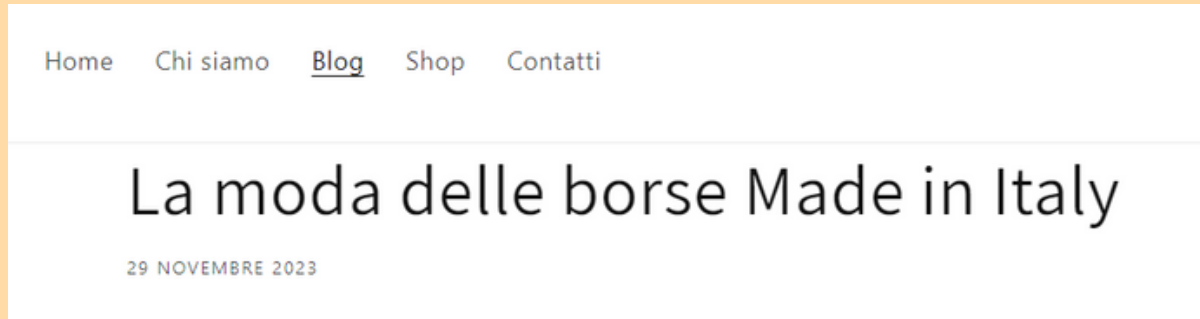 Home Chi siamo Blog Shop Contatti
La moda delle borse Made in Italy
29 NOVEMBRE 2023